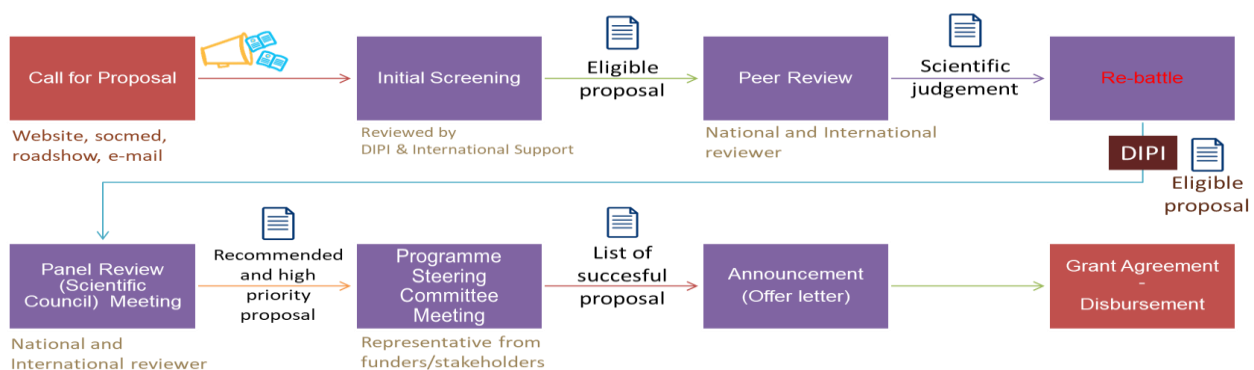 Call for Proposal
Website, socmed,
roadshow, e-mail
Initial Screening
Reviewed by
DIPI & International Support
Eligible
proposal
Peer Review
National and International
reviewer
Scientific
judgement
Re-battle
DIPI
Eligible
proposal
Panel Review
(Scientific
Council) Meeting
National and
International reviewer
Recommended
and high
priority
proposal
Programme
Steering
Committee
Meeting
Representative from
funders/stakeholders
List of
succesful
proposal
Announcement
(Offer letter)
Grant Agreement
-
Disbursement